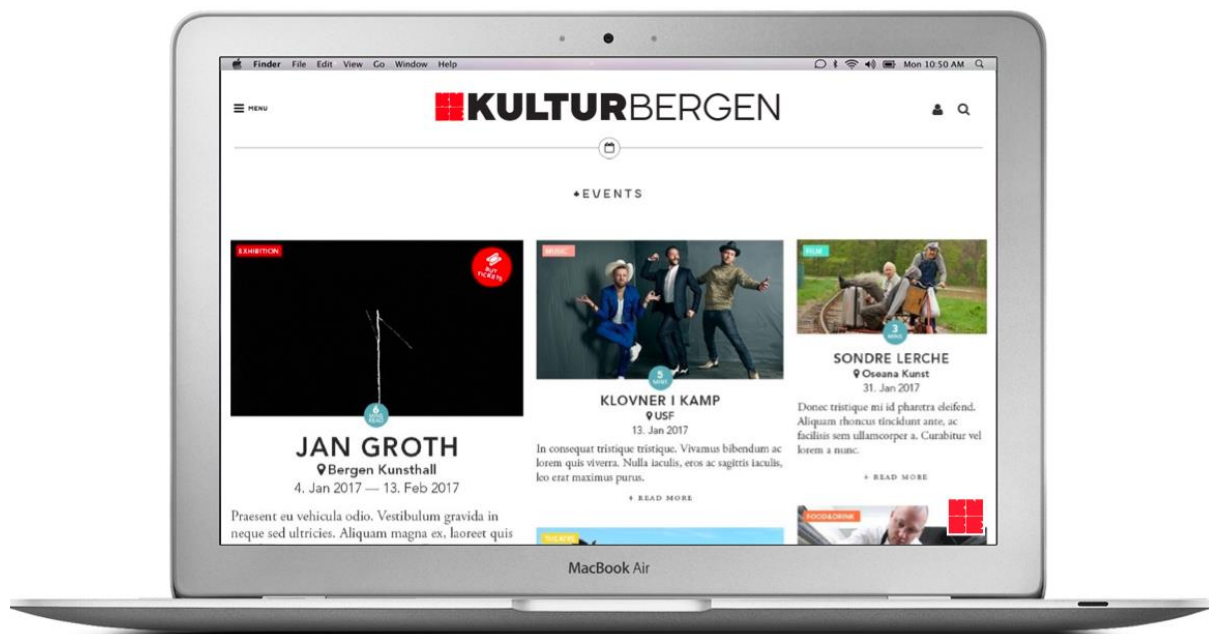 Finder File Edit View Go Window Help
Mon 10:50 AM
MENU
KULTURBERGEN
EVENTS
EXHIBITION
BUY
TICKETS
6
MINS
READ
JAN GROTH
Bergen Kunsthall
4. Jan 2017 — 13. Feb 2017
Praesent eu vehicula odio. Vestibulum gravida in
neque sed ultricies. Aliquam magna ex, laoreet quis
MUSIC
5
MINS
KLOVNER I KAMP
USF
13. Jan 2017
In consequat tristique tristique. Vivamus bibendum ac
lorem quis viverra. Nulla iaculis, eros ac sagittis iaculis,
leo erat maximus purus.
+ READ MORE
THEATRE
FILM
3
MINS
SONDRE LERCHE
Oseana Kunst
31. Jan 2017
Donec tristique mi id pharetra eleifend.
Aliquam rhoncus tincidunt ante, ac
facilisis sem ullamcorper a. Curabitur vel
lorem a nunc.
+ READ MORE
FOOD&DRINK
MacBook Air